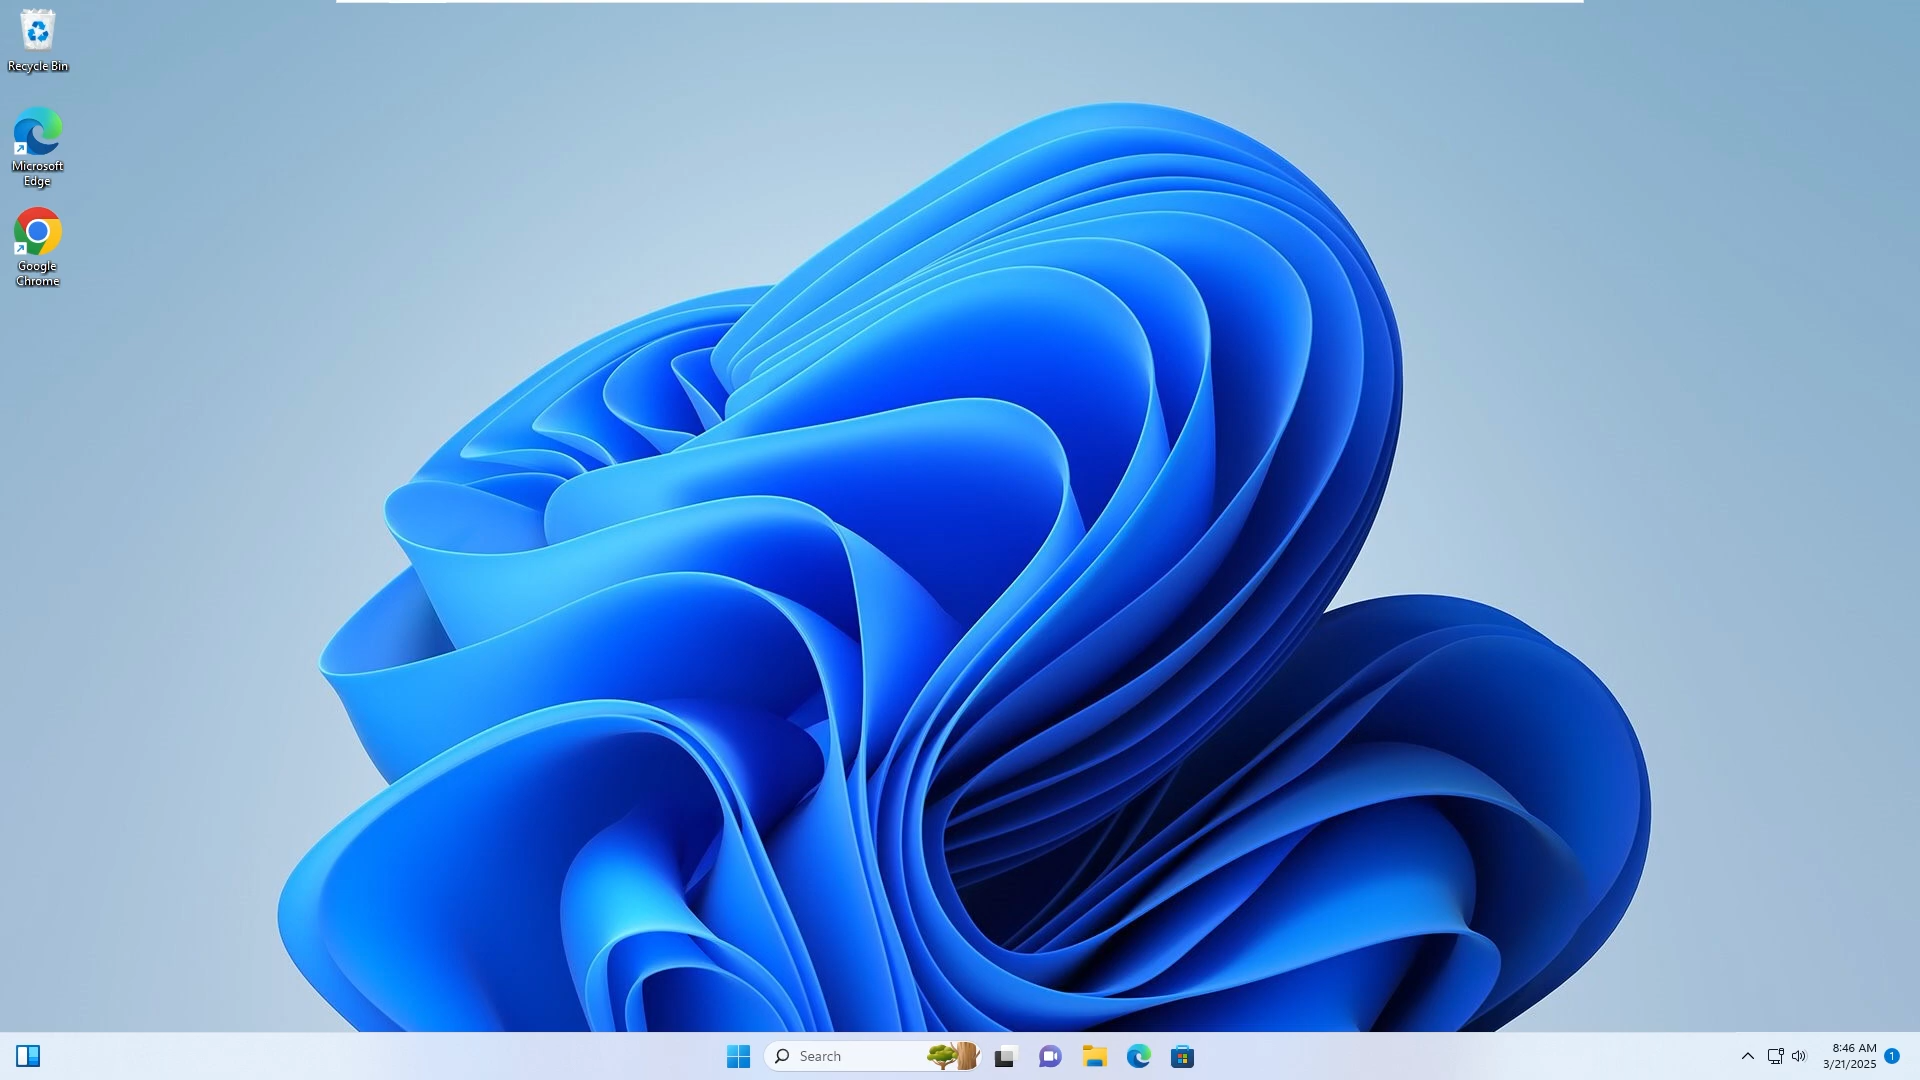 Recycle Bin
Microsoft
Edge
Google
Chrome
Search
8:46 AM
3/21/2025
1